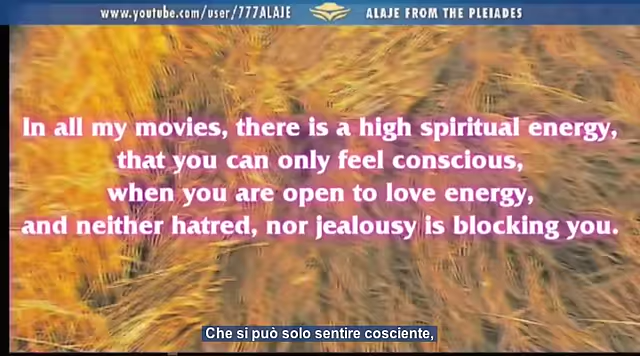 www.youtube.com/user/777ALAJE ALAJE FROM THE PLEIADES
In all my movies, there is a high spiritual energy,
that you can only feel conscious,
when you are open to love energy,
and neither hatred, nor jealousy is blocking you.
Che si può solo sentire cosciente,